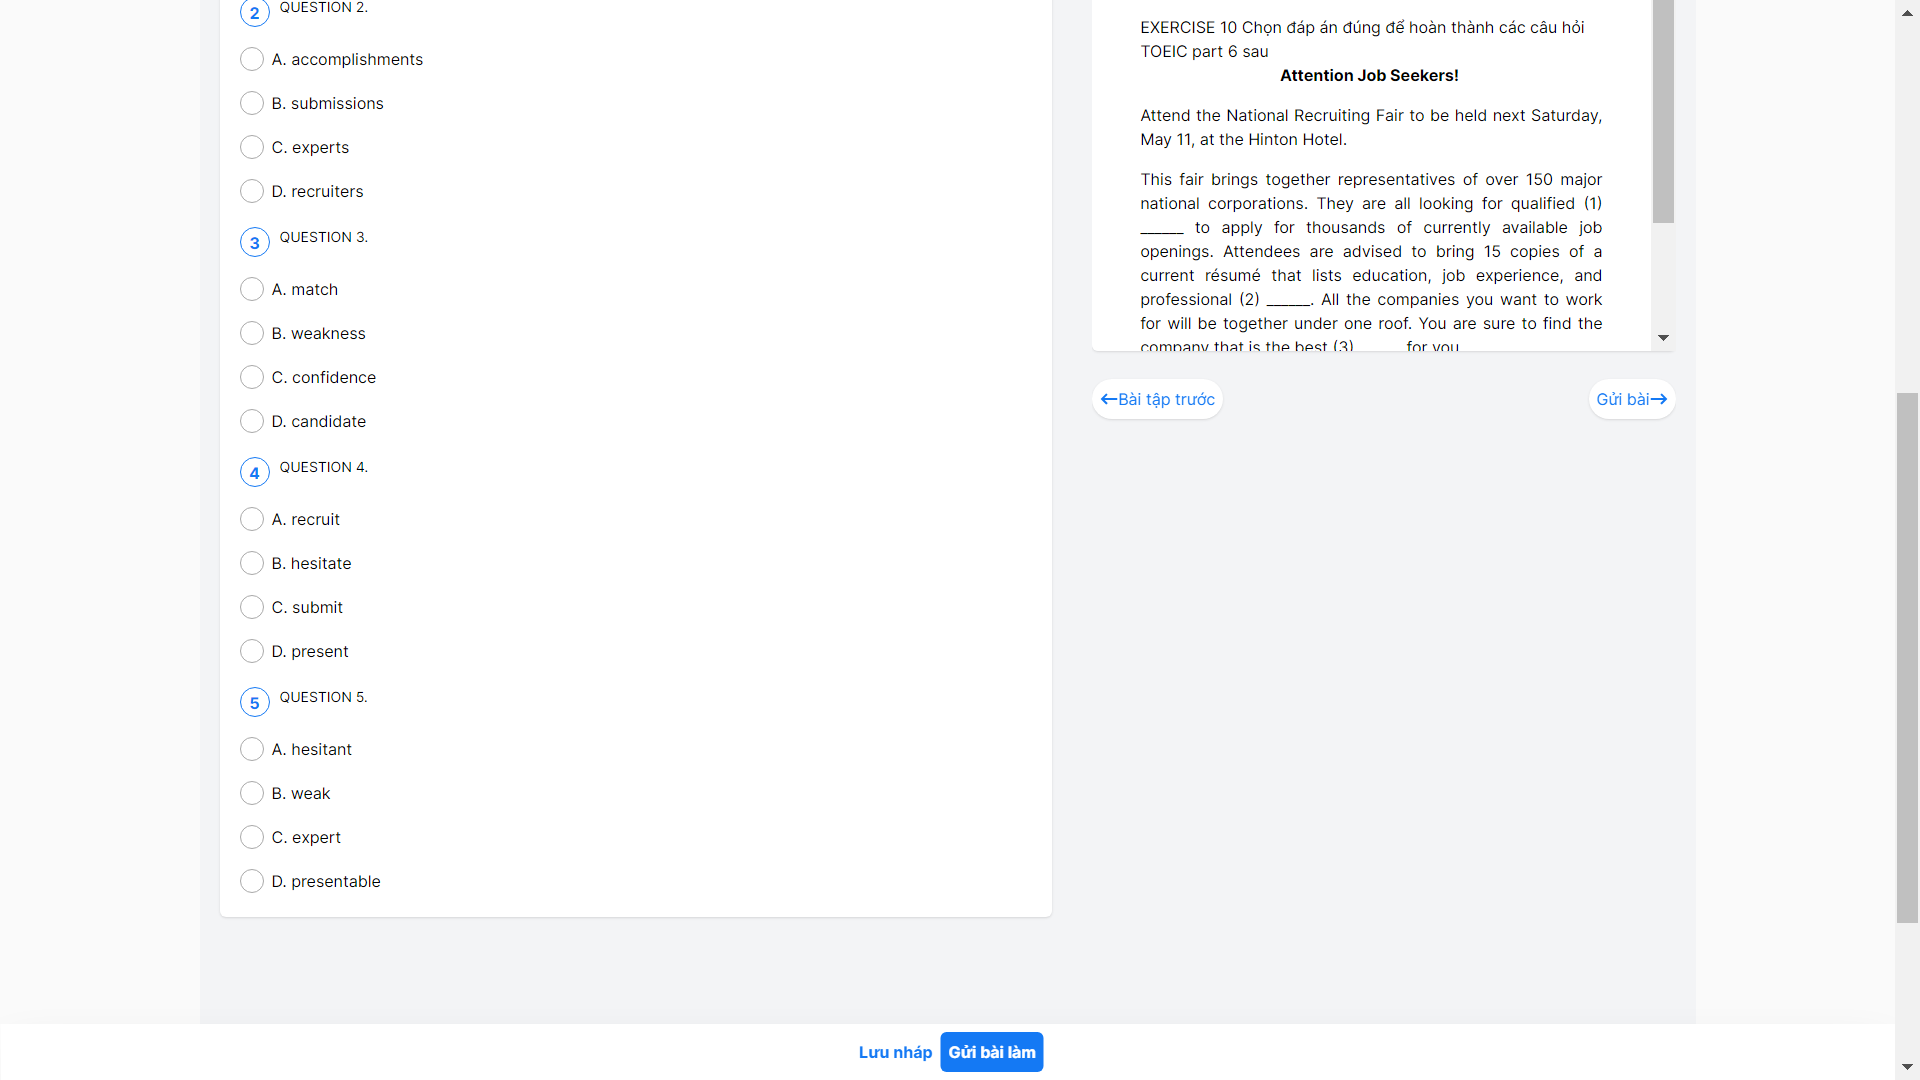 2 QUESTION 2.
A. accomplishments
B. submissions
C. experts
D. recruiters
3 QUESTION 3.
A. match
B. weakness
C. confidence
D. candidate
4 QUESTION 4.
A. recruit
B. hesitate
C. submit
D. present
5 QUESTION 5.
A. hesitant
B. weak
C. expert
D. presentable
EXERCISE 10 Chọn đáp án đúng để hoàn thành các câu hỏi
TOEIC part 6 sau
Attention Job Seekers!
Attend the National Recruiting Fair to be held next Saturday,
May 11, at the Hinton Hotel.
This fair brings together representatives of over 150 major
national corporations. They are all looking for qualified (1)
______ to apply for thousands of currently available job
openings. Attendees are advised to bring 15 copies of a
current résumé that lists education, job experience, and
professional (2) ______. All the companies you want to work
for will be together under one roof. You are sure to find the
company that is the best (3) ______ for you
←Bài tập trước
Gửi bài→
Lưu nháp
Gửi bài làm